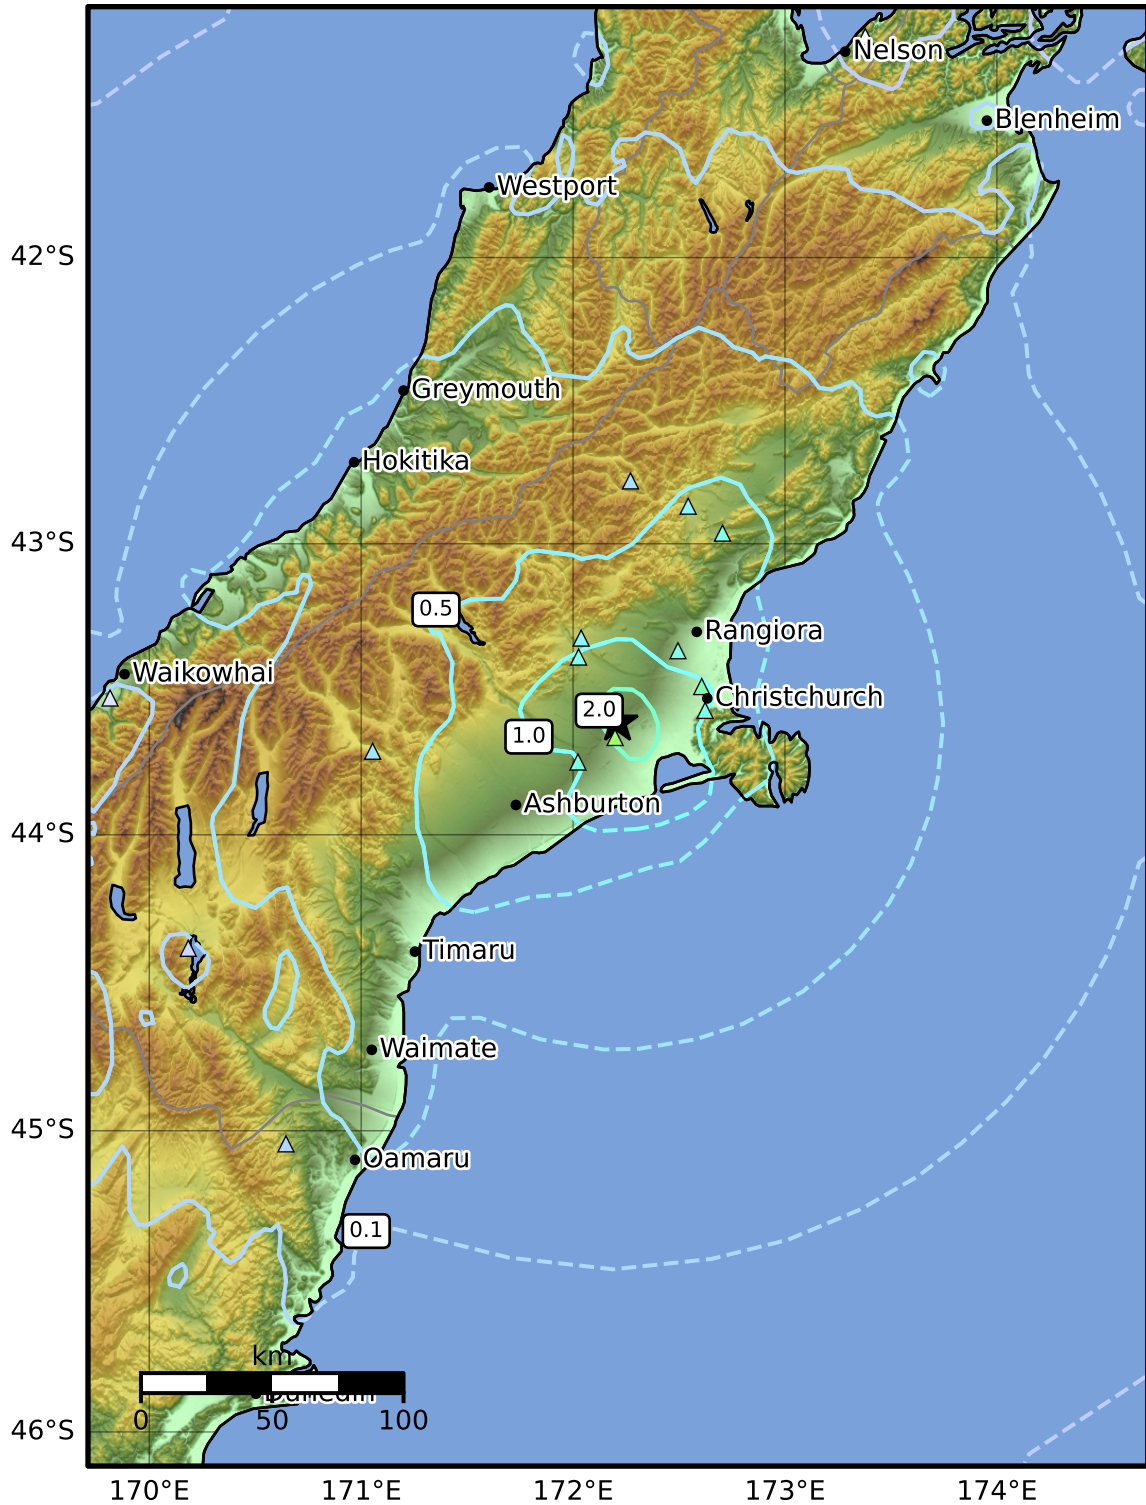 Nelson
Blenheim
Westport
42°S
Greymouth
Hokitika
43°S
0.5
Rangiora
Waikowhai
Christchurch
2.0
1.0
Ashburton
44°S
Timaru
Waimate
45°S
Oamaru
0.1
km
Dunedin
0 50 100
46°S
170°E 171°E 172°E 173°E 174°E